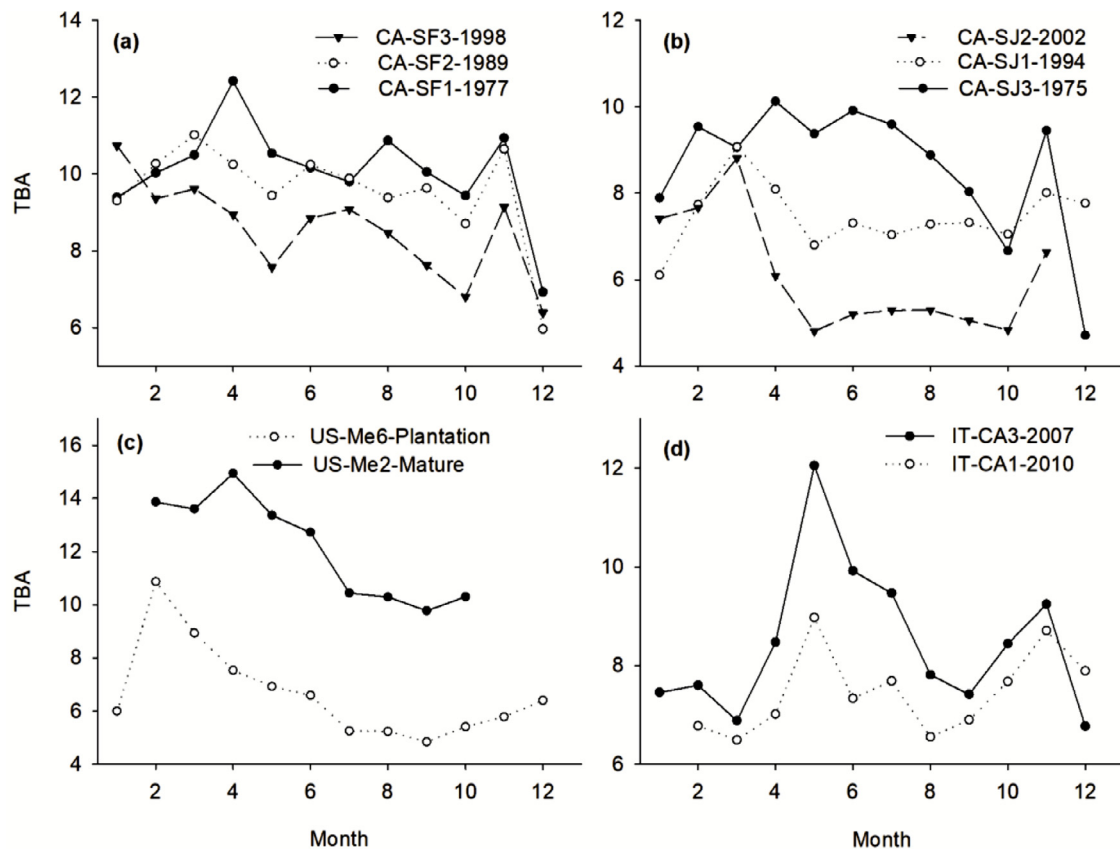 (a)
CA-SF3-1998
CA-SF2-1989
CA-SF1-1977
TBA
14
12
10
8
6
2 4 6 8 10 12
(b)
CA-SJ2-2002
CA-SJ1-1994
CA-SJ3-1975
12
10
8
6
4
2 4 6 8 10 12
(c)
US-Me6-Plantation
US-Me2-Mature
TBA
16
14
12
10
8
6
4
2 4 6 8 10 12
Month
(d)
IT-CA3-2007
IT-CA1-2010
12
10
8
6
2 4 6 8 10 12
Month